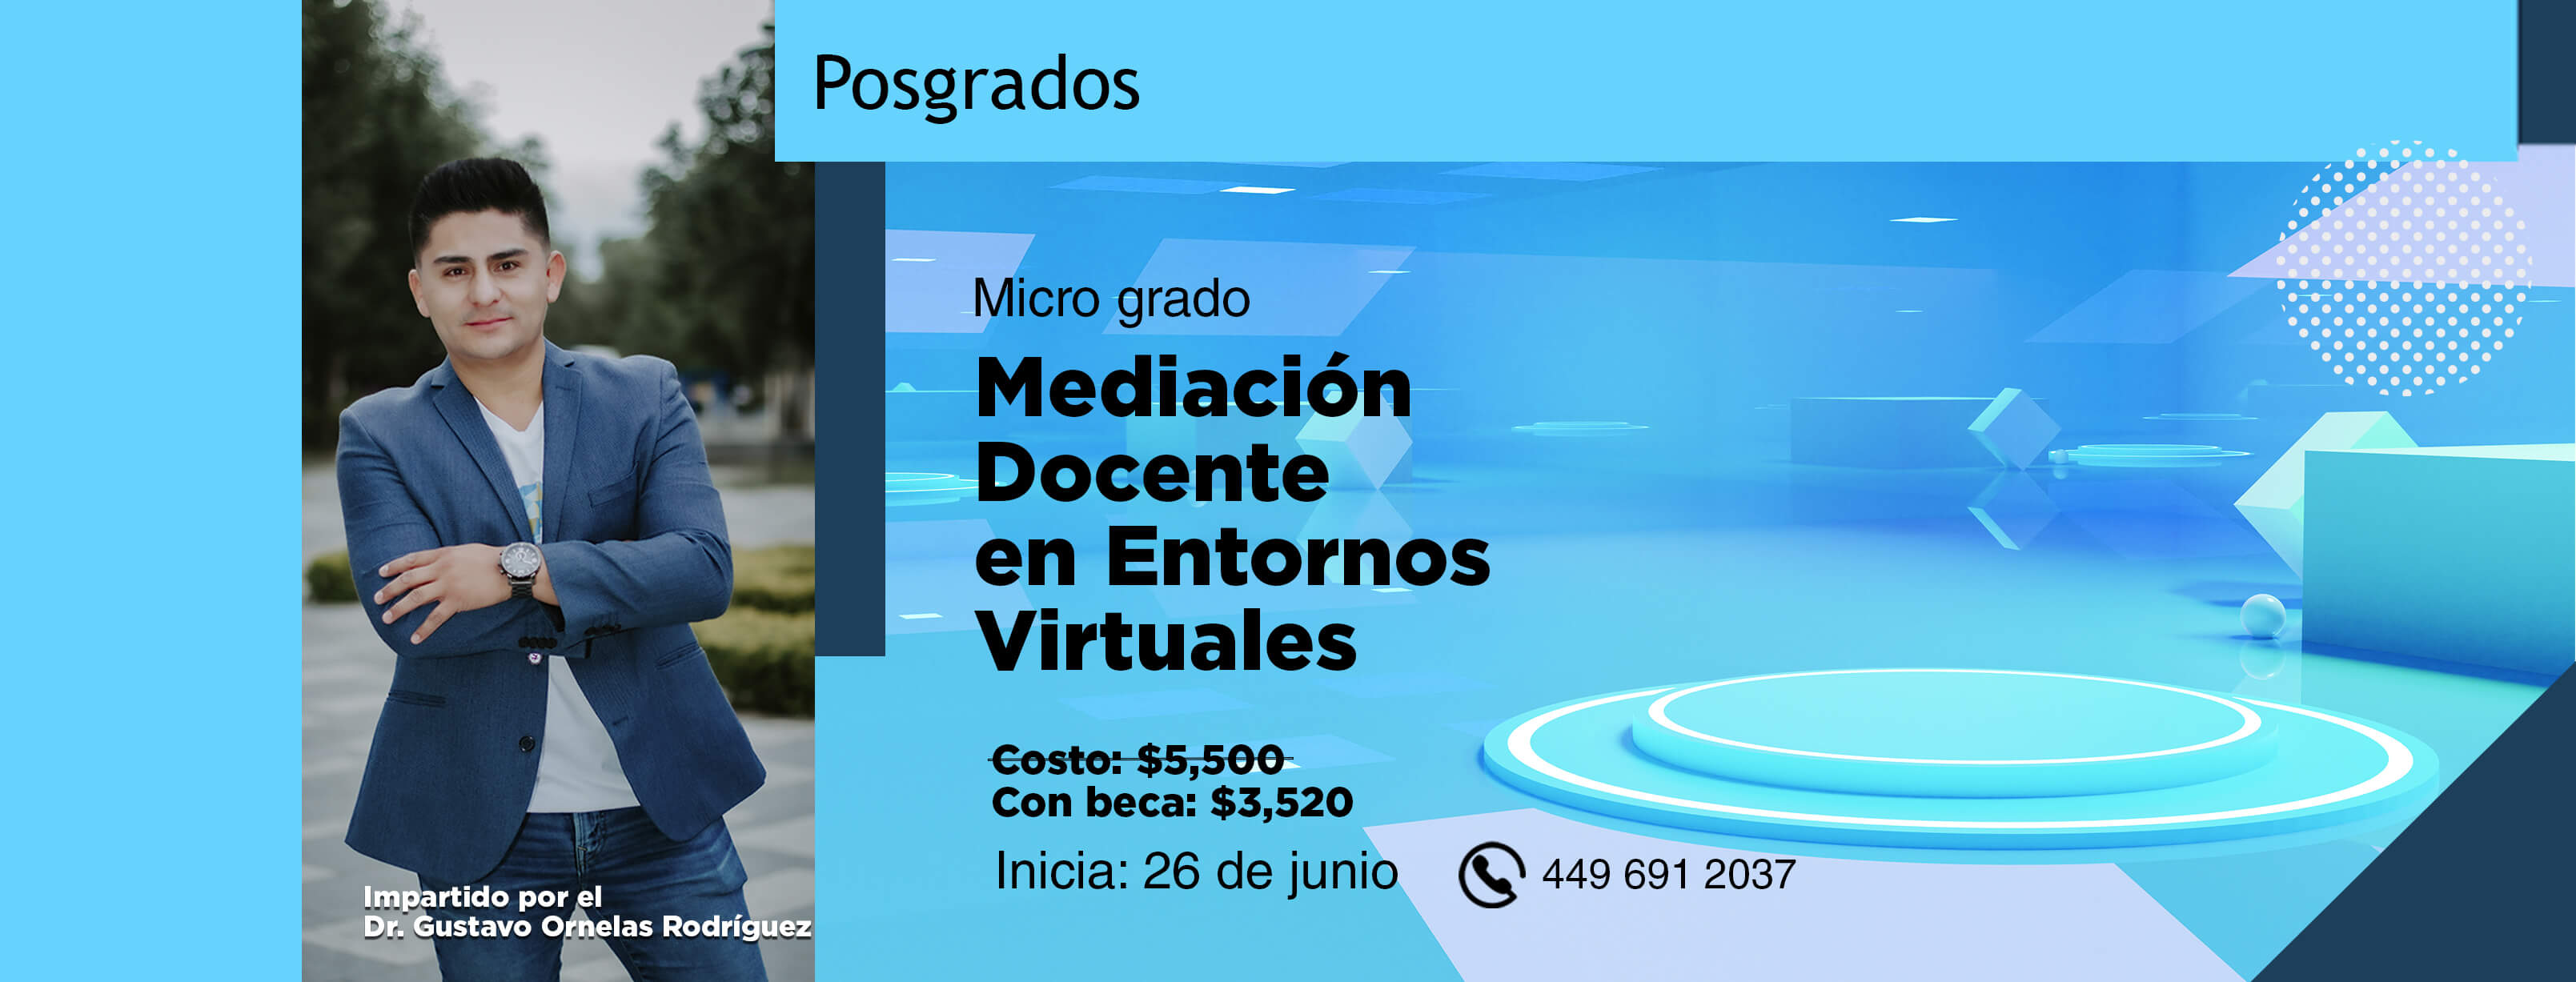 Posgrados
Micro grado
Mediación
Docente
en Entornos
Virtuales
Costo: $5,500
Con beca: $3,520
Inicia: 26 de junio
449 691 2037
Impartido por el
Dr. Gustavo Ornelas Rodríguez